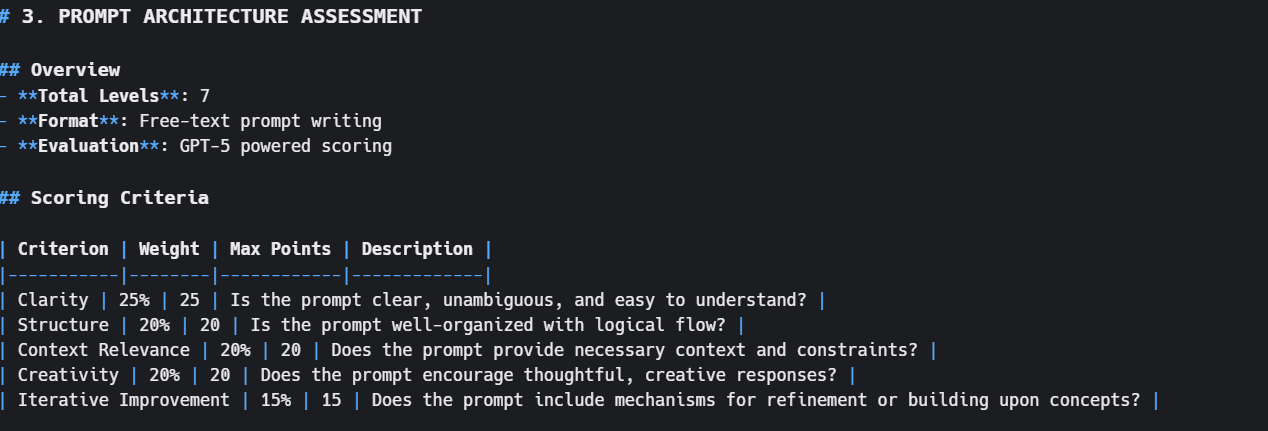 # 3. PROMPT ARCHITECTURE ASSESSMENT
## Overview
- **Total Levels**: 7
- **Format**: Free-text prompt writing
- **Evaluation**: GPT-5 powered scoring
## Scoring Criteria
| Criterion | Weight | Max Points | Description |
|-----------|--------|------------|-------------|
| Clarity | 25% | 25 | Is the prompt clear, unambiguous, and easy to understand? |
| Structure | 20% | 20 | Is the prompt well-organized with logical flow? |
| Context Relevance | 20% | 20 | Does the prompt provide necessary context and constraints? |
| Creativity | 20% | 20 | Does the prompt encourage thoughtful, creative responses? |
| Iterative Improvement | 15% | 15 | Does the prompt include mechanisms for refinement or building upon concepts? |